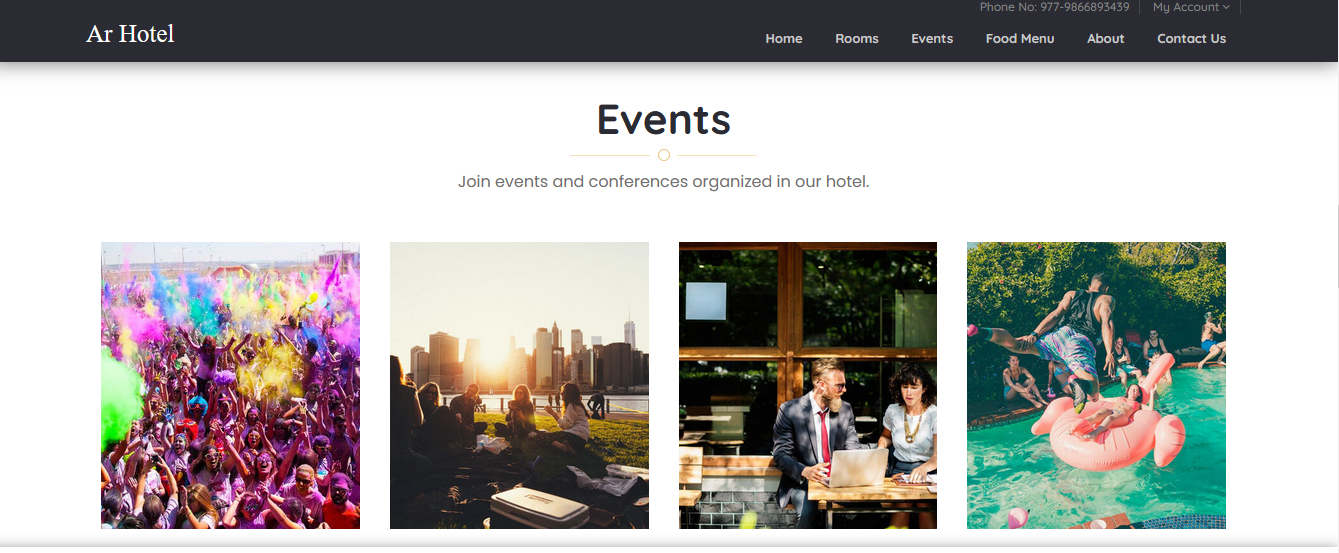 Phone No: 977-9866893439
My Account
Ar Hotel
Home
Rooms
Events
Food Menu
About
Contact Us
Events
Join events and conferences organized in our hotel.